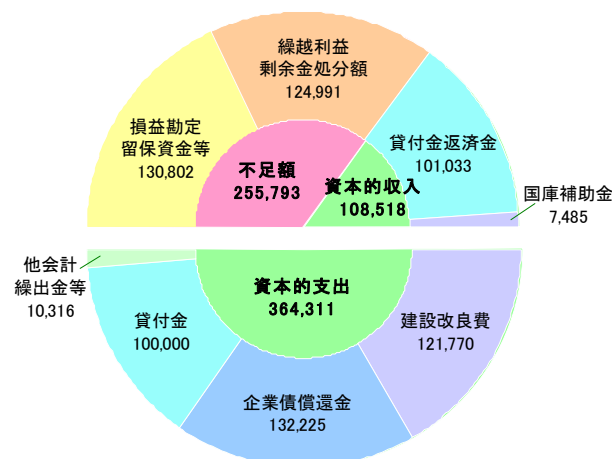 繰越利益
剰余金処分額
124,991
損益勘定
留保資金等
130,802
貸付金返済金
101,033
不足額
255,793
資本的収入
108,518
国庫補助金
7,485
他会計
繰出金等
10,316
資本的支出
364,311
貸付金
100,000
建設改良費
121,770
企業債償還金
132,225